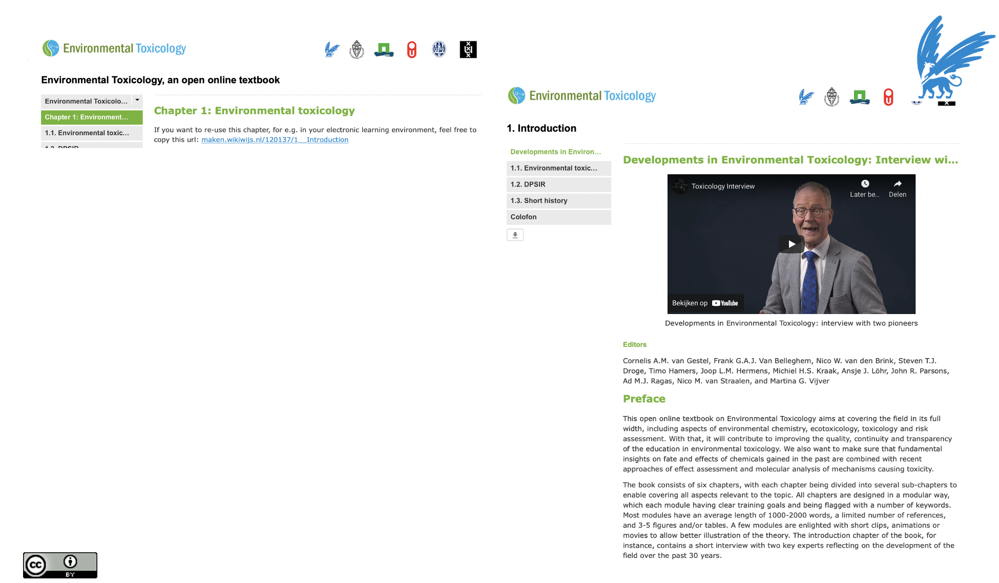 Environmental Toxicology
Environmental Toxicology, an open online textbook
Environmental Toxicolo...
Chapter 1: Environment...
1.1. Environmental toxic...
1.2. DPSIR
Chapter 1: Environmental toxicology
If you want to re-use this chapter, for e.g. in your electronic learning environment, feel free to
copy this url: maken.wikiwijs.nl/120137/1__Introduction
Environmental Toxicology
1. Introduction
Developments in Environ...
1.1. Environmental toxic...
1.2. DPSIR
1.3. Short history
Colofon
Developments in Environmental Toxicology: Interview wi...
Toxicology Interview
Later be...
Delen
Bekijken op YouTube
Developments in Environmental Toxicology: interview with two pioneers
Editors
Cornelis A.M. van Gestel, Frank G.A.J. Van Belleghem, Nico W. van den Brink, Steven T.J.
Droge, Timo Hamers, Joop L.M. Hermens, Michiel H.S. Kraak, Ansje J. Löhr, John R. Parsons,
Ad M.J. Ragas, Nico M. van Straalen, and Martina G. Vijver
Preface
This open online textbook on Environmental Toxicology aims at covering the field in its full
width, including aspects of environmental chemistry, ecotoxicology, toxicology and risk
assessment. With that, it will contribute to improving the quality, continuity and transparency
of the education in environmental toxicology. We also want to make sure that fundamental
insights on fate and effects of chemicals gained in the past are combined with recent
approaches of effect assessment and molecular analysis of mechanisms causing toxicity.
The book consists of six chapters, with each chapter being divided into several sub-chapters to
enable covering all aspects relevant to the topic. All chapters are designed in a modular way,
which each module having clear training goals and being flagged with a number of keywords.
Most modules have an average length of 1000-2000 words, a limited number of references,
and 3-5 figures and/or tables. A few modules are enlighted with short clips, animations or
movies to allow better illustration of the theory. The introduction chapter of the book, for
instance, contains a short interview with two key experts reflecting on the development of the
field over the past 30 years.
cc
BY